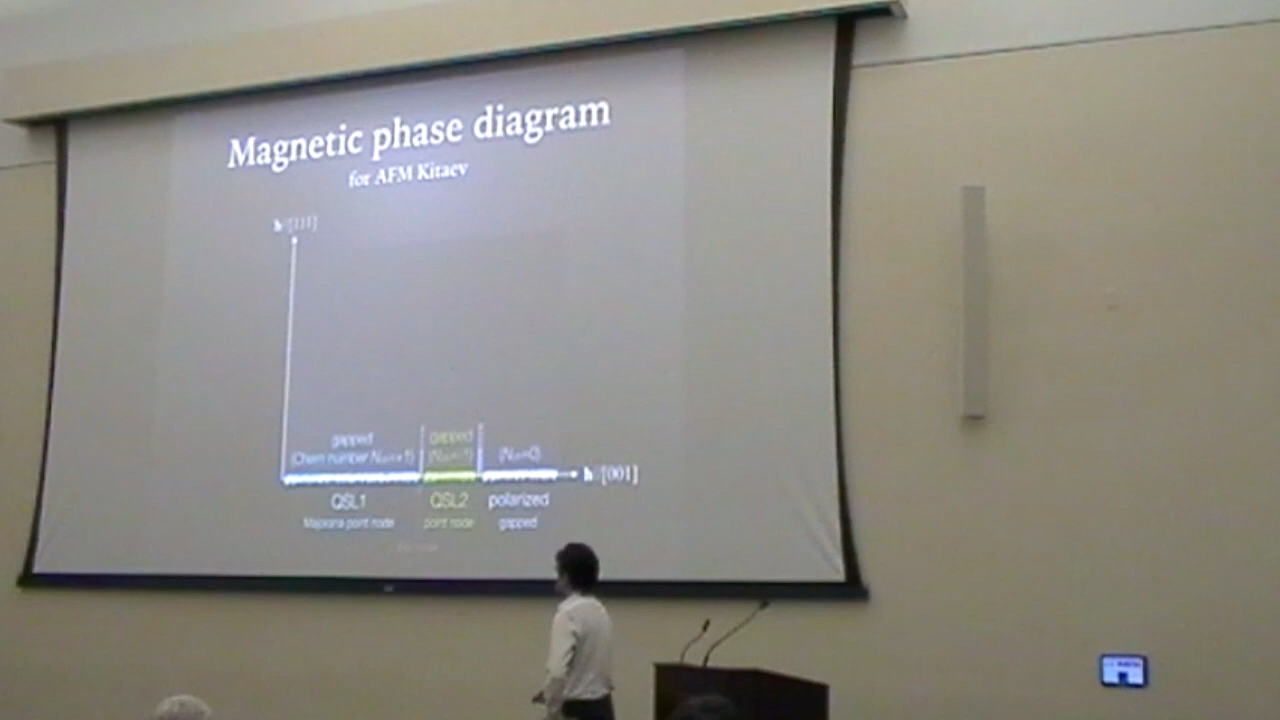 Magnetic phase diagram
for AFM Kitaev
h//[111]
gapped gapped
(Chern number
h//[001]
QSL1 QSL2 polarized
Majorana point node point node gapped